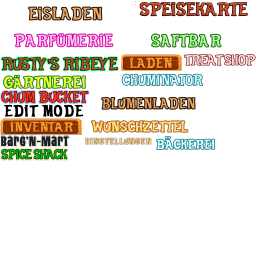 EISLADEN
SPEISEKARTE
PARFÜMERIE
SAFTBAR
RUSTY'S RIBEYE
LADEN
TREATSHOP
GÄRTNEREI
CHUMINATOR
CHUM BUCKET
BLUMENLADEN
EDIT MODE
INVENTAR
WUNSCHZETTEL
BARG'N-MART
EINSTELLUNGEN
BÄCKEREI
SPICE SHACK